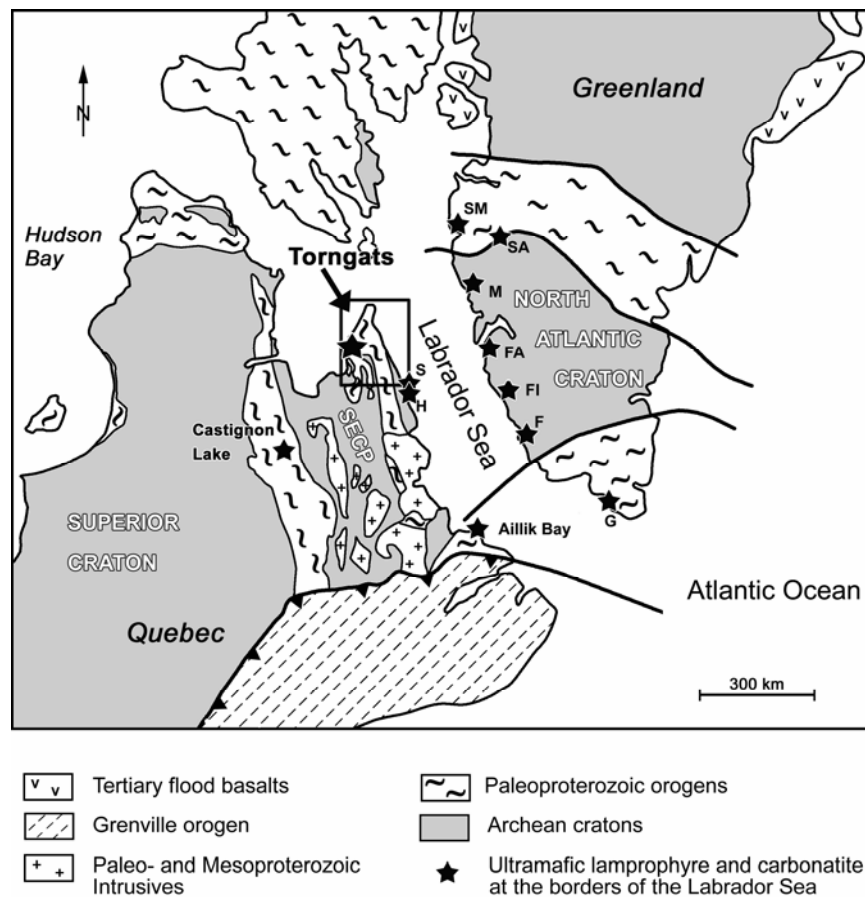 Greenland
N
Hudson
Bay
SM
SA
Torngats
M
NORTH
ATLANTIC
CRATON
Labrador Sea
FA
S
H
FI
F
SECP
Castignon
Lake
G
SUPERIOR
CRATON
Aillik Bay
Atlantic Ocean
Quebec
300 km
Tertiary flood basalts
Paleoproterozoic orogens
Grenville orogen
Archean cratons
Paleo- and Mesoproterozoic
Intrusives
Ultramafic lamprophyre and carbonatite
at the borders of the Labrador Sea